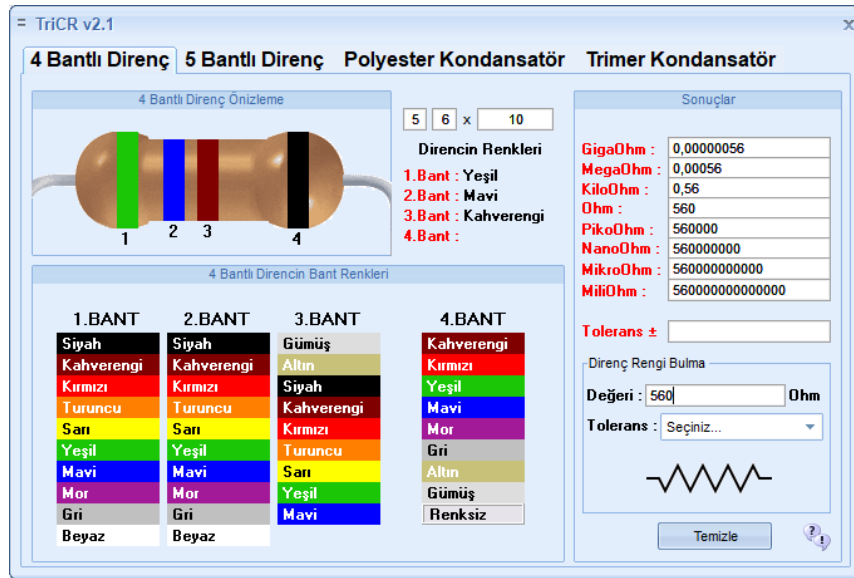 TriCR v2.1
x
4 Bantlı Direnç 5 Bantlı Direnç Polyester Kondansatör Trimer Kondansatör
4 Bantlı Direnç Önizleme
1 2 3 4
5 6 x 10
Direncin Renkleri
1.Bant : Yeşil
2.Bant : Mavi
3.Bant : Kahverengi
4.Bant :
4 Bantlı Direncin Bant Renkleri
1.BANT 2.BANT 3.BANT 4.BANT
Siyah Siyah Gümüş Kahverengi
Kahverengi Kahverengi Altın Kırmızı
Kırmızı Kırmızı Siyah Yeşil
Turuncu Turuncu Kahverengi Mavi
Sarı Sarı Kırmızı Mor
Yeşil Yeşil Turuncu Gri
Mavi Mavi Sarı Altın
Mor Mor Yeşil Gümüş
Gri Gri Mavi Renksiz
Beyaz Beyaz
Sonuçlar
GigaOhm : 0,00000056
MegaOhm : 0,00056
KiloOhm : 0,56
Ohm : 560
PikoOhm : 560000
NanoOhm : 560000000
MikroOhm : 560000000000
MiliOhm : 560000000000000
Tolerans ±
Direnç Rengi Bulma
Değeri : 560 Ohm
Tolerans : Seçiniz...
Temizle
? !